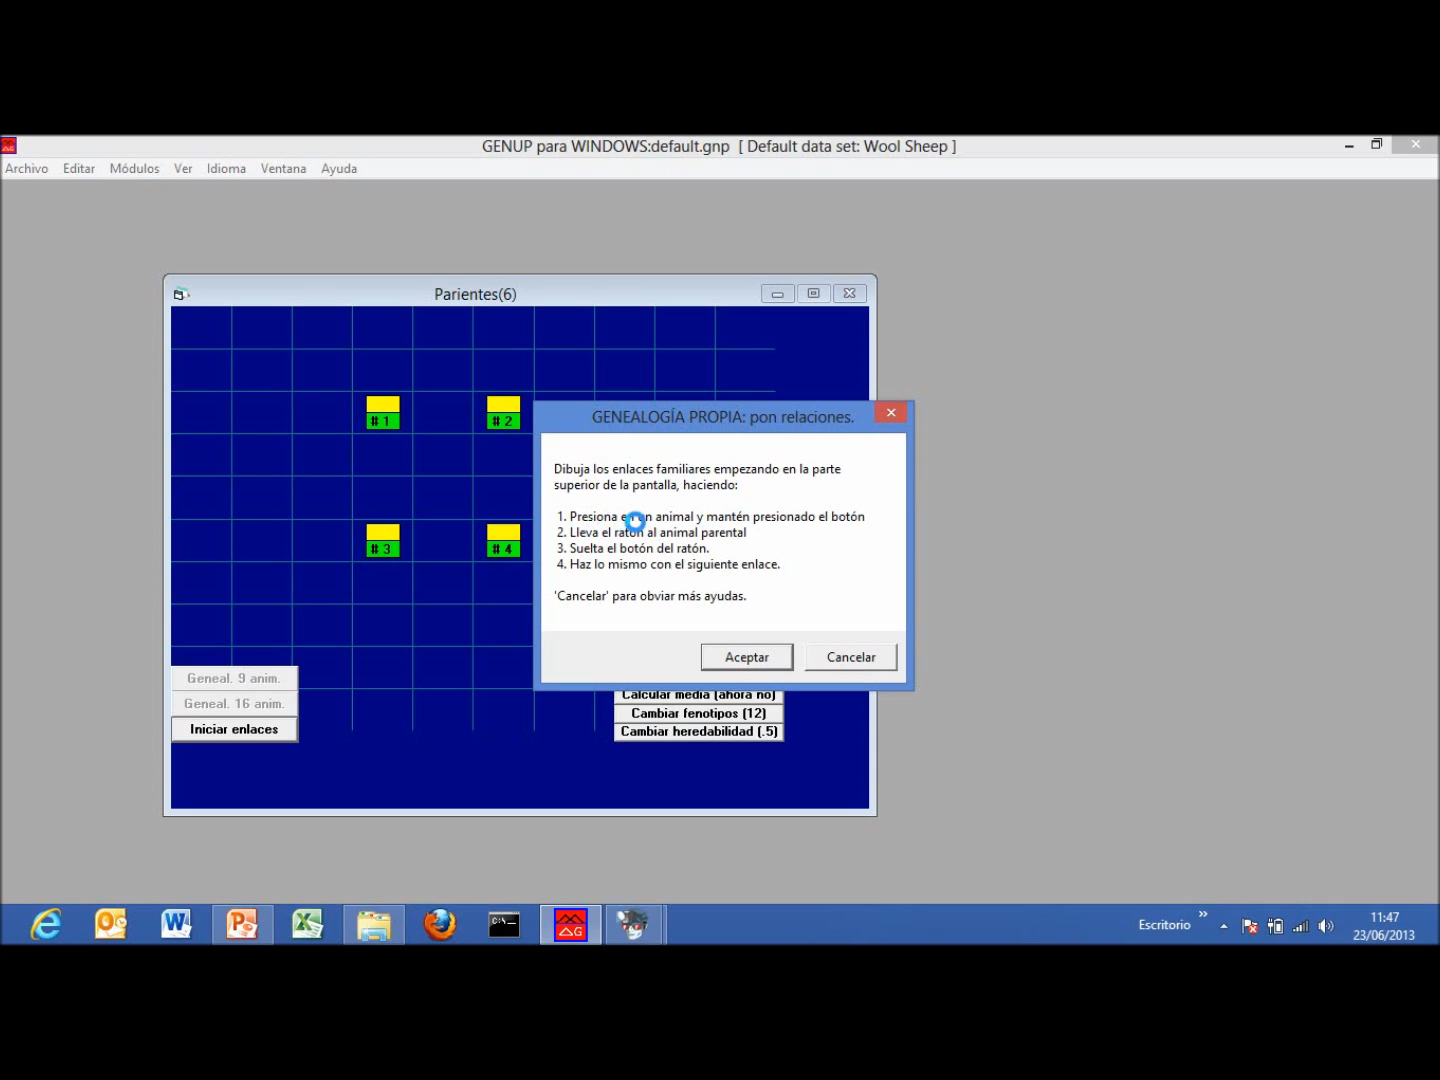 GENUP para WINDOWS:default.gnp [ Default data set: Wool Sheep ]
Archivo Editar Módulos Ver Idioma Ventana Ayuda
Parientes(6)
# 1
# 2
GENEALOGÍA PROPIA: pon relaciones.
Dibuja los enlaces familiares empezando en la parte
superior de la pantalla, haciendo:
1. Presiona en un animal y mantén presionado el botón
2. Lleva el ratón al animal parental
3. Suelta el botón del ratón.
4. Haz lo mismo con el siguiente enlace.
'Cancelar' para obviar más ayudas.
Aceptar
Cancelar
# 3
# 4
Geneal. 9 anim.
Geneal. 16 anim.
Iniciar enlaces
Calcular media (ahora no)
Cambiar fenotipos (12)
Cambiar heredabilidad (.5)
Escritorio
11:47
23/06/2013